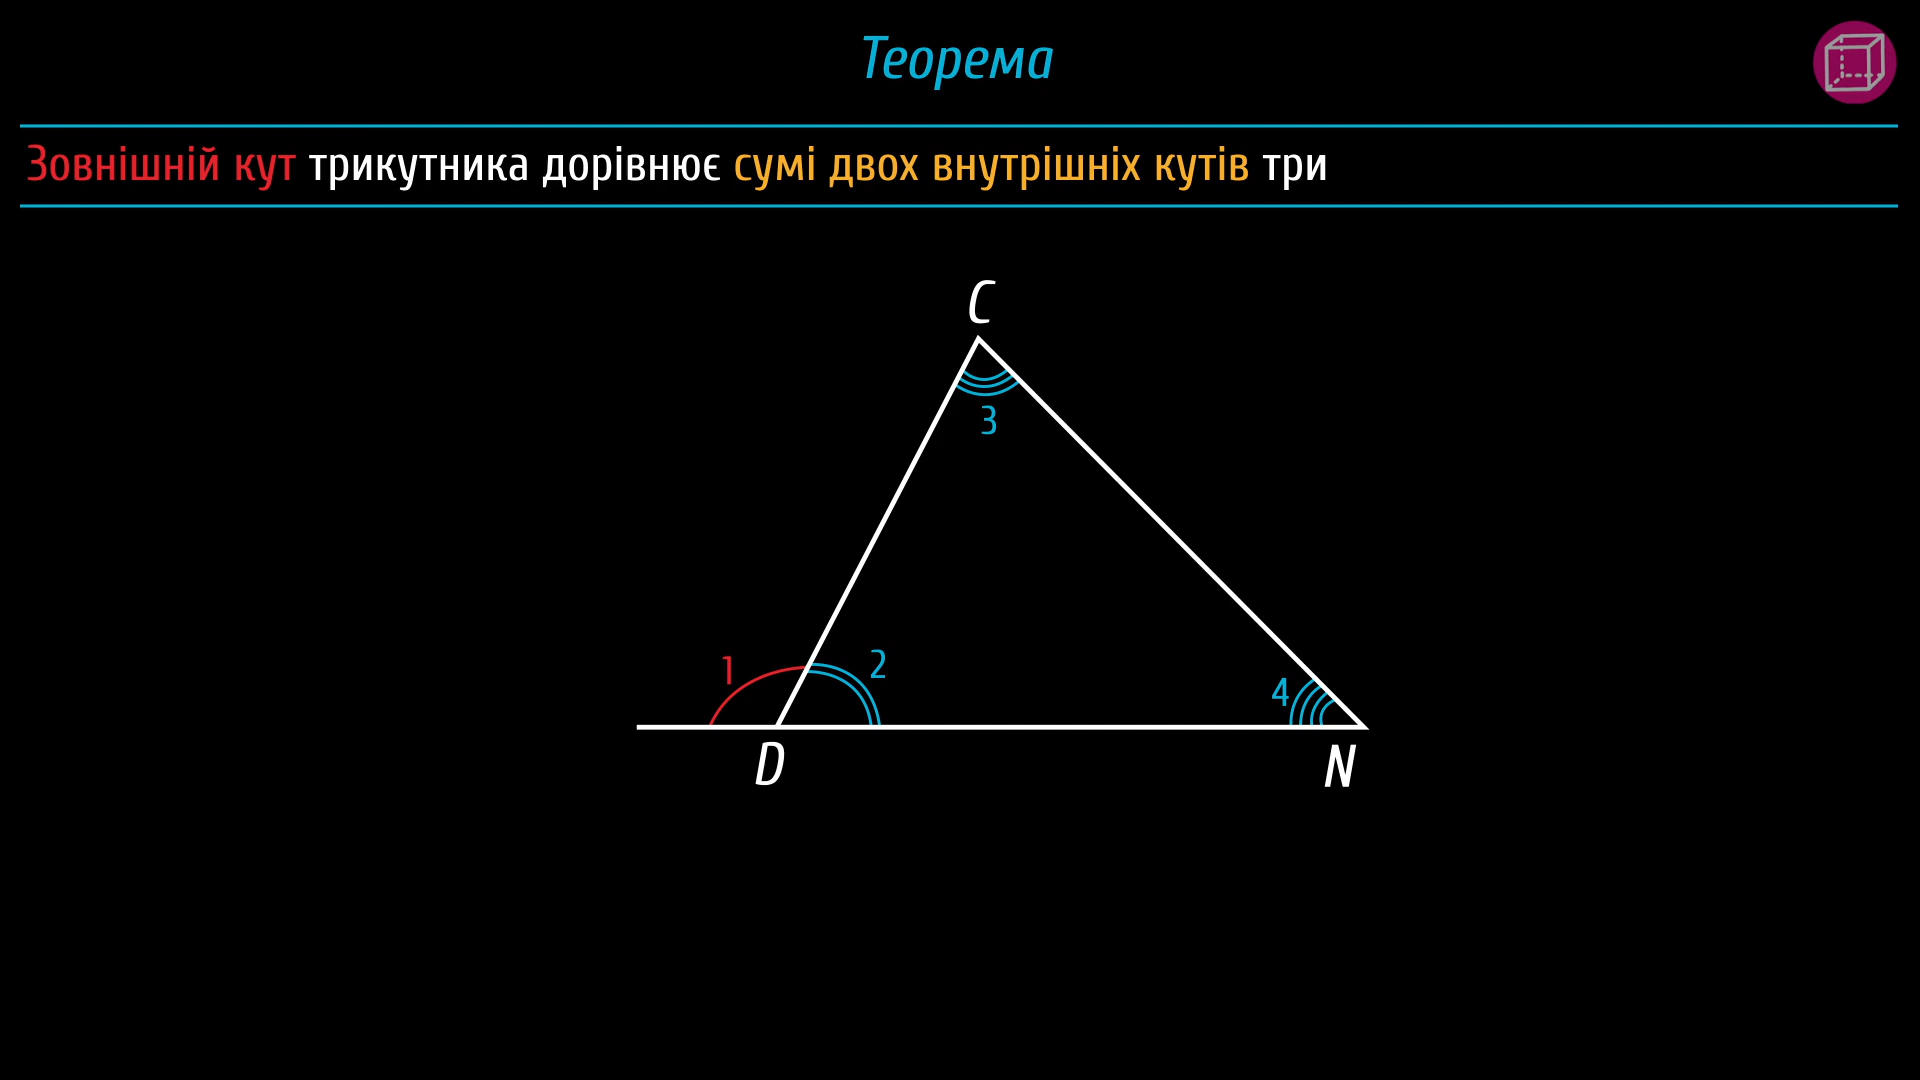 Теорема
Зовнішній кут трикутника дорівнює сумі двох внутрішніх кутів три
C
3
1
2
4
D
N